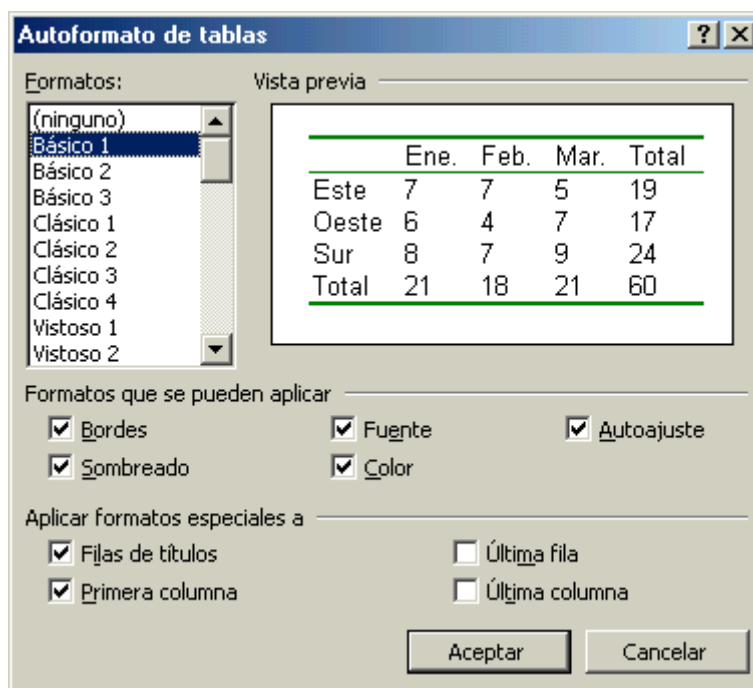 Autoformato de tablas
Formatos:
Vista previa
(ninguno)
Básico 1
Básico 2
Básico 3
Clásico 1
Clásico 2
Clásico 3
Clásico 4
Vistoso 1
Vistoso 2
Ene. Feb. Mar. Total
Este 7 7 5 19
Oeste 6 4 7 17
Sur 8 7 9 24
Total 21 18 21 60
Formatos que se pueden aplicar
Bordes Fuente Autoajuste
Sombreado Color
Aplicar formatos especiales a
Filas de títulos Última fila
Primera columna Última columna
Aceptar Cancelar